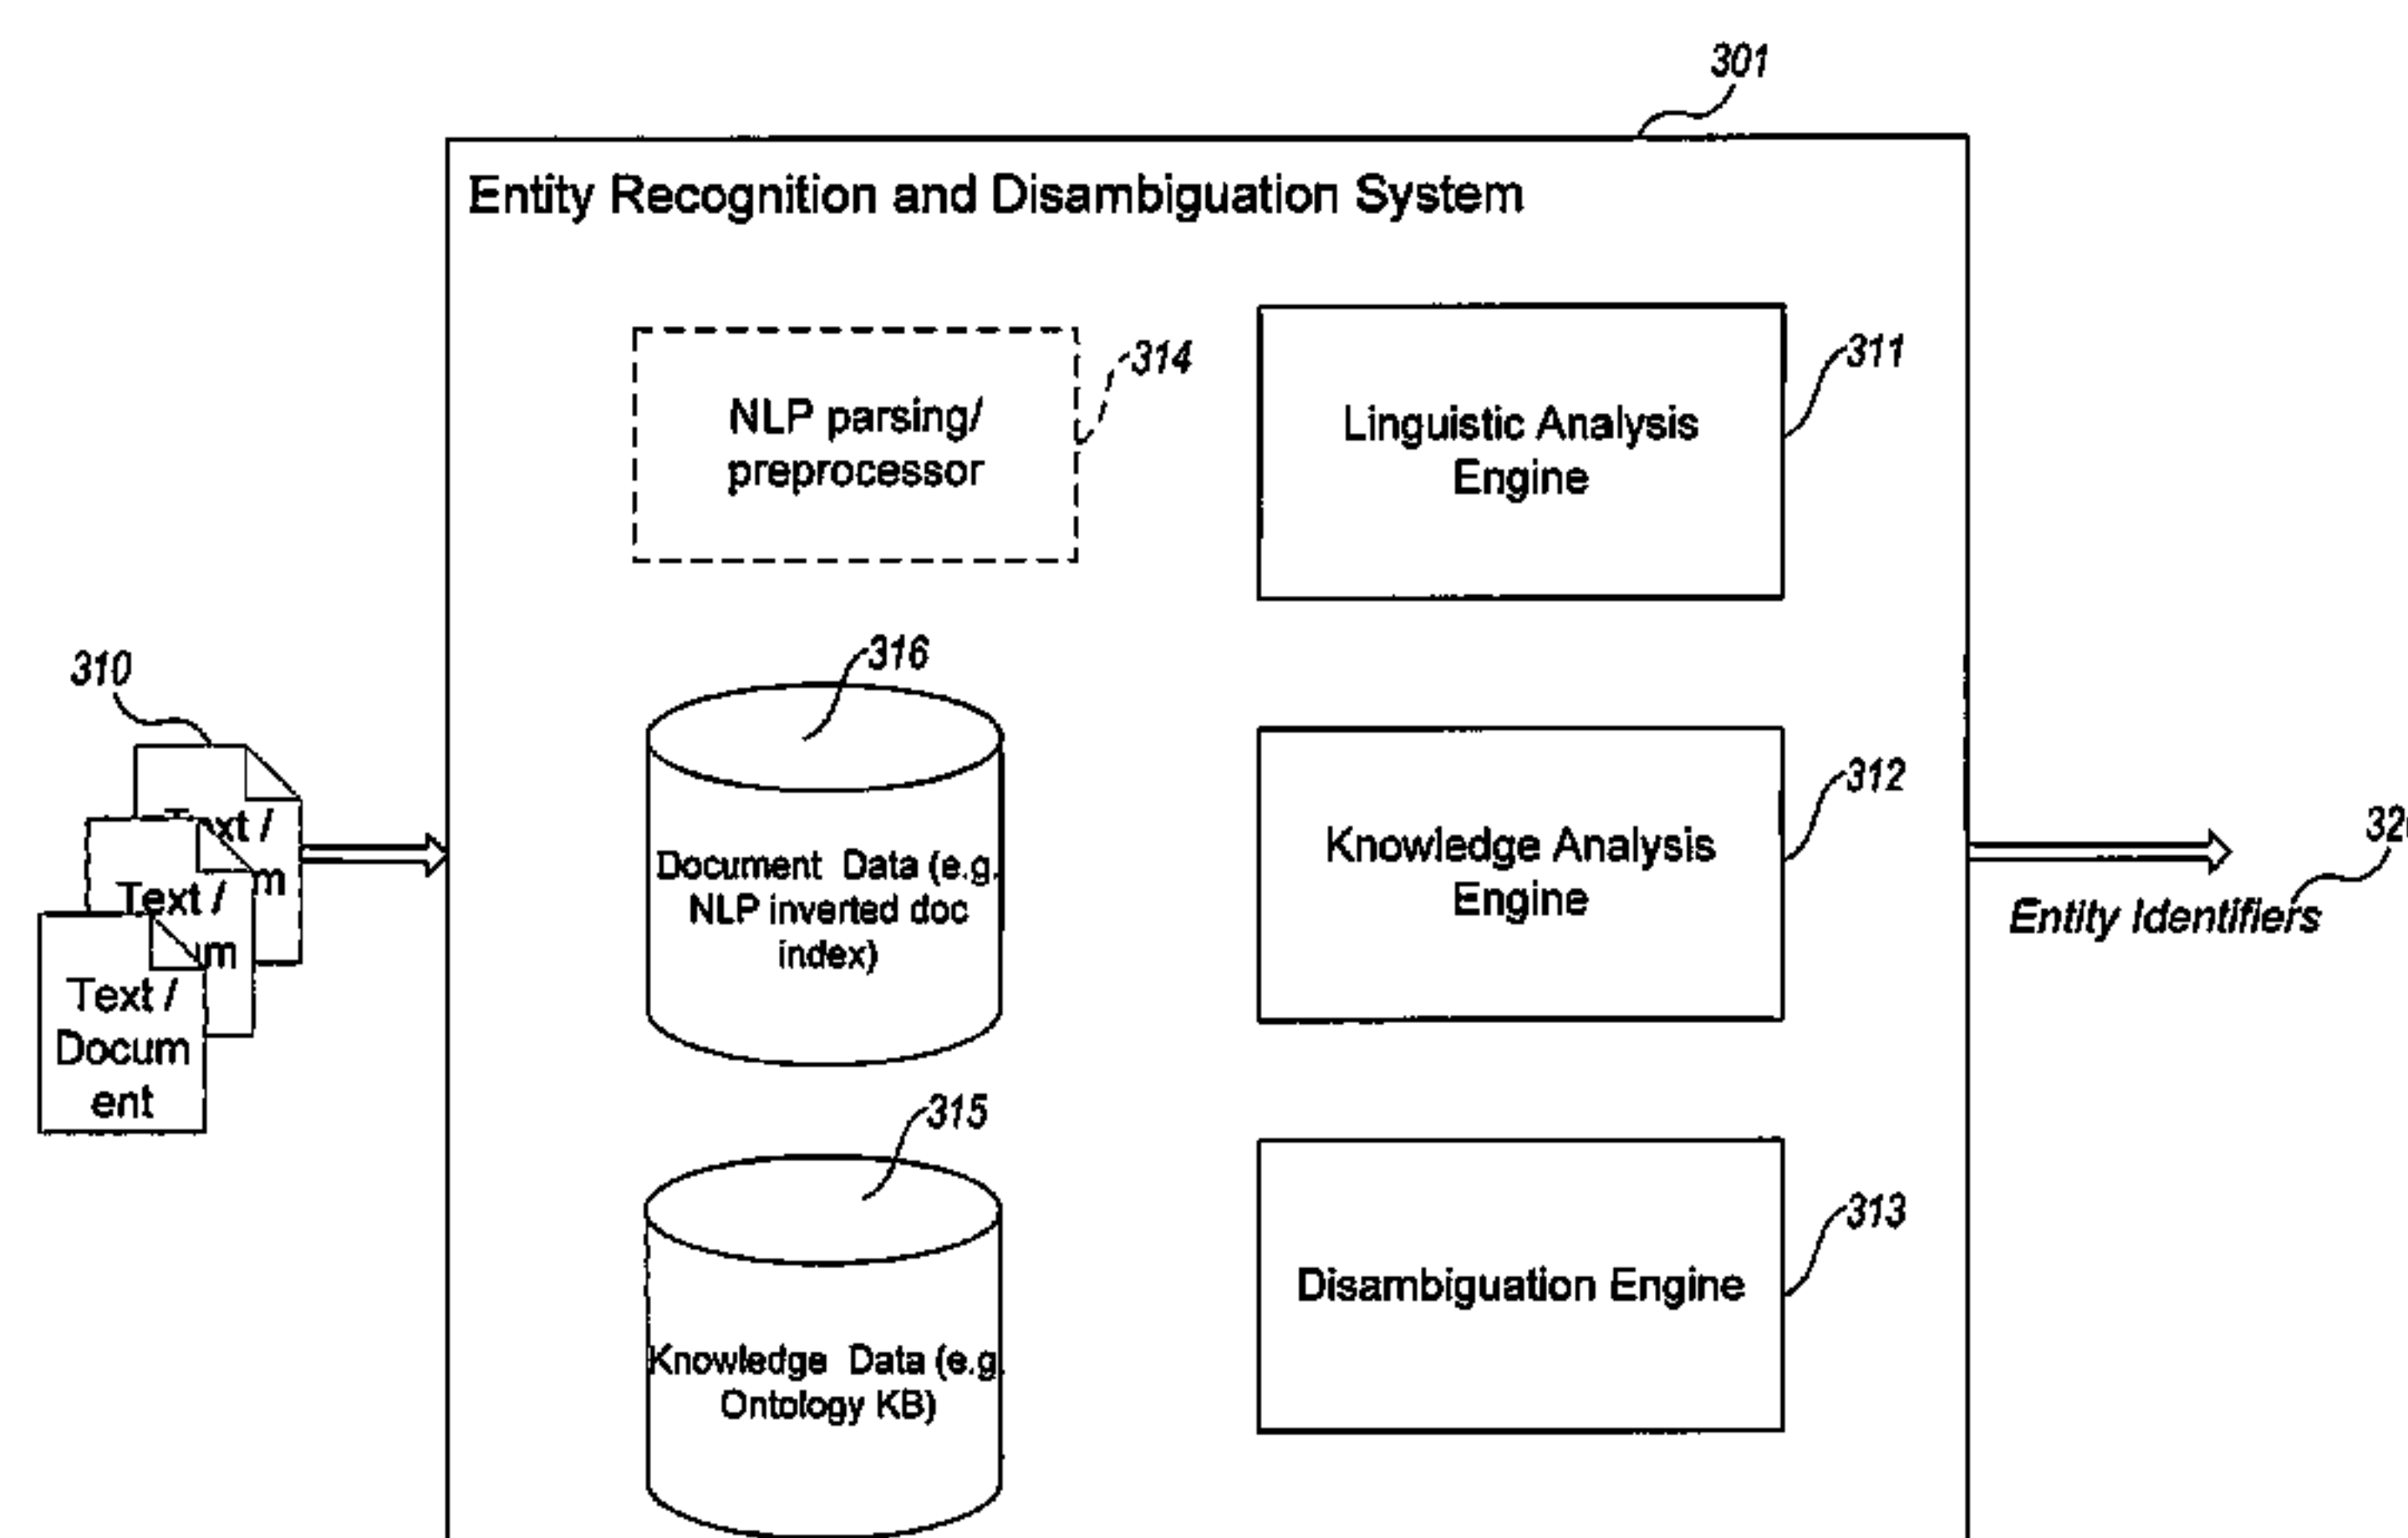 301
Entity Recognition and Disambiguation System
NLP parsing/
preprocessor
314
Linguistic Analysis
Engine
311
310
Text /
m
Text /
m
Text /
Docum
ent
316
Document Data (e.g.
NLP inverted doc
index)
Knowledge Analysis
Engine
312
Entity Identifiers
315
Knowledge Data (e.g.
Ontology KB)
Disambiguation Engine
313